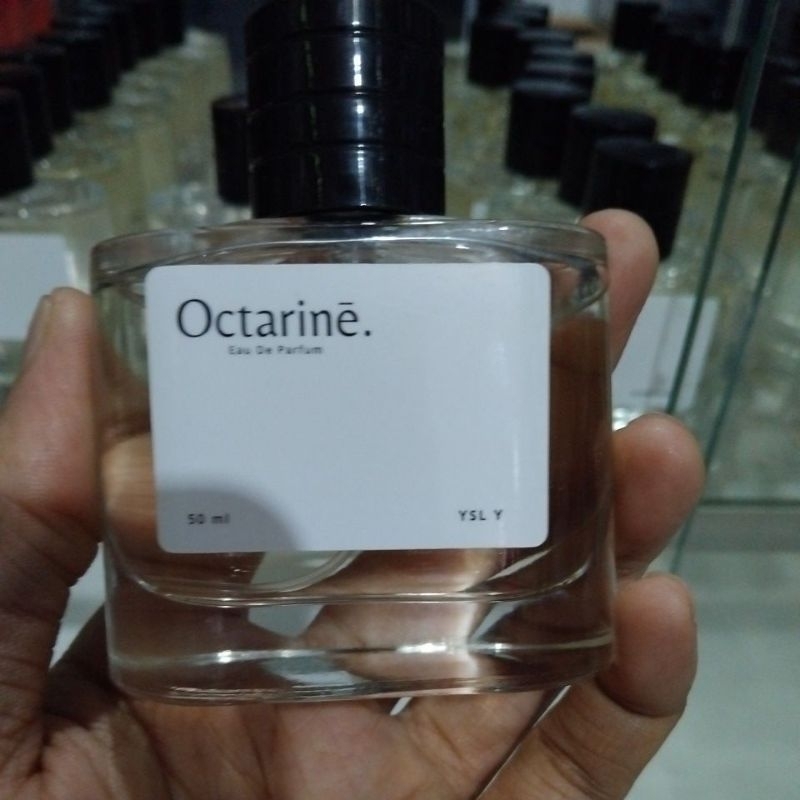 Octarinē.
Eau De Parfum
50 ml
YSL Y